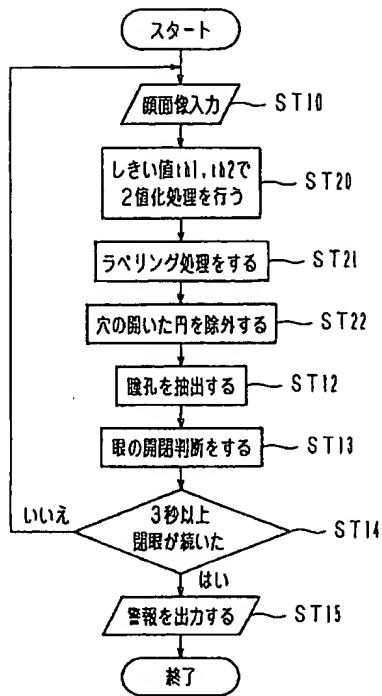 スタート
顔面像入力
ST10
しきい値th1,th2で
2値化処理を行う
ST20
ラベリング処理をする
ST21
穴の開いた円を除外する
ST22
瞳孔を抽出する
ST12
眼の開閉判断をする
ST13
いいえ
3秒以上
閉眼が続いた
ST14
はい
警報を出力する
ST15
終了